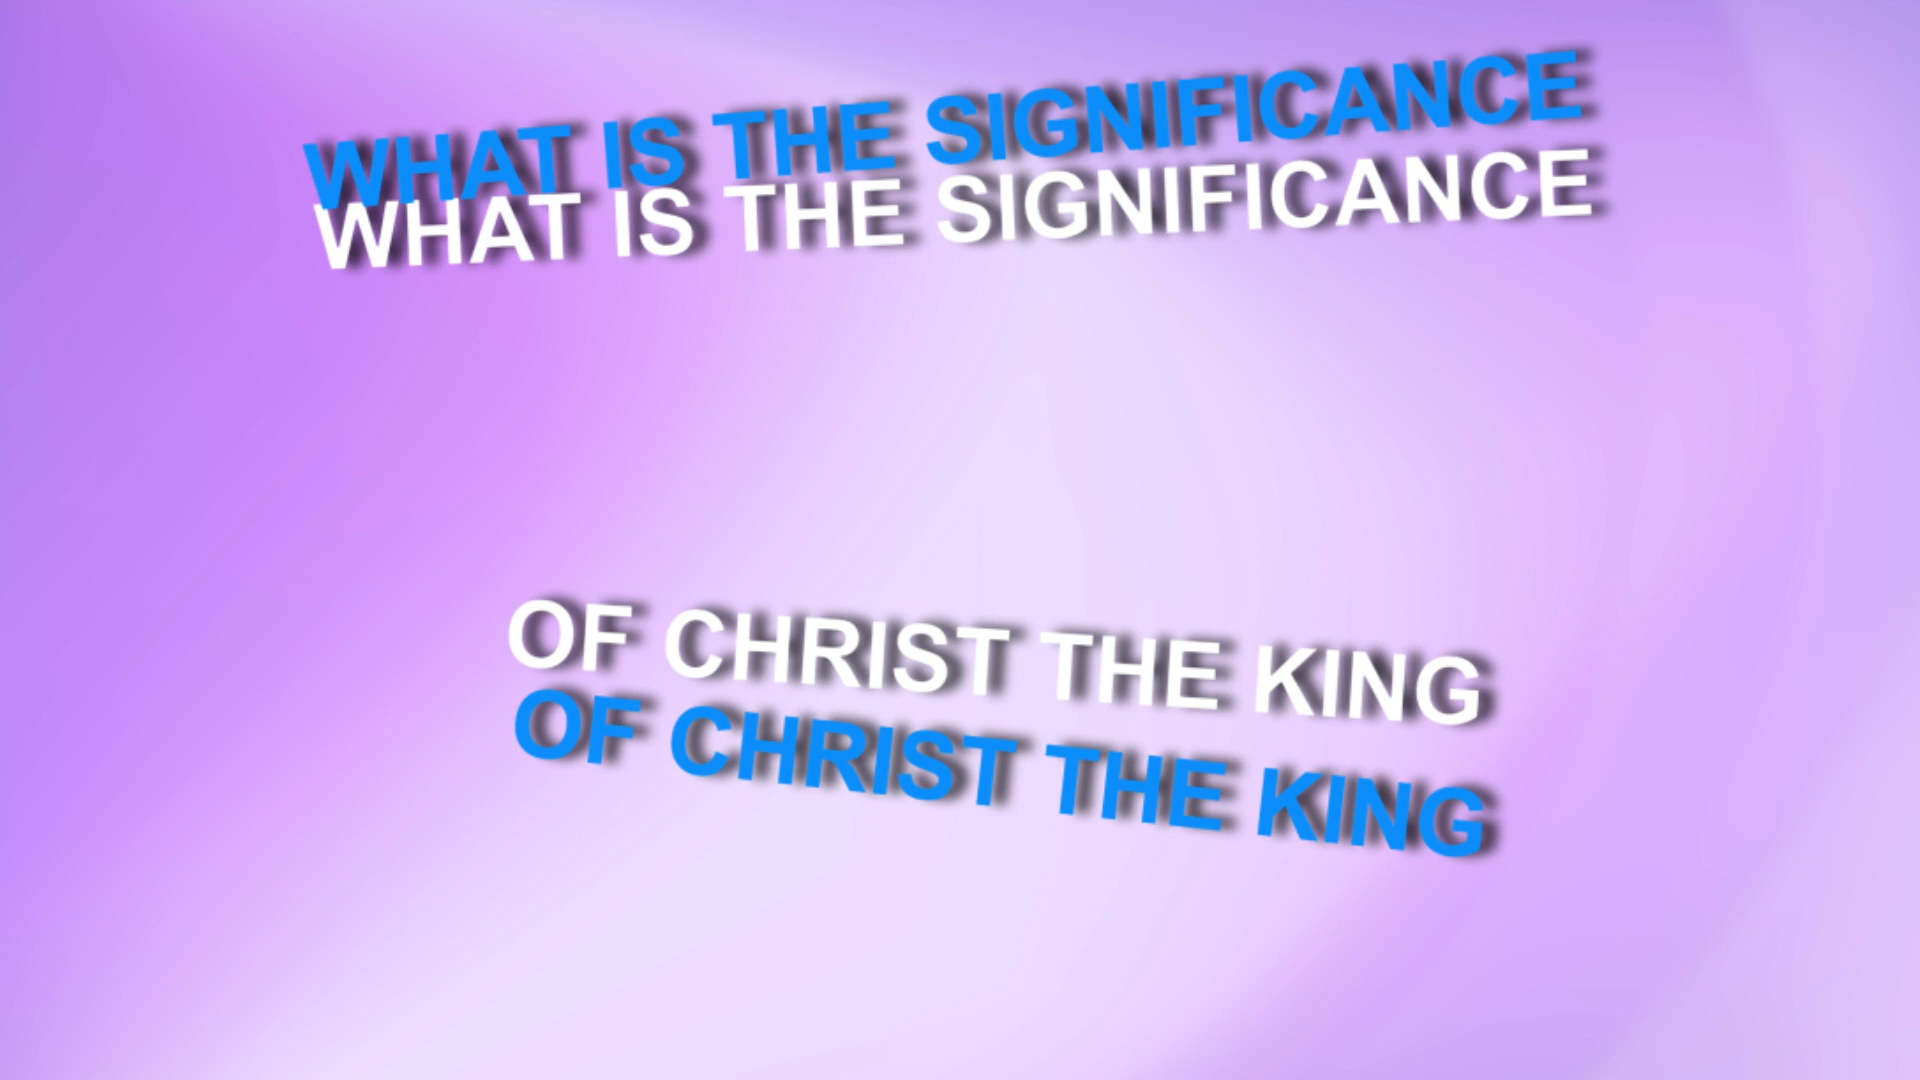 WHAT IS THE SIGNIFICANCE
WHAT IS THE SIGNIFICANCE
OF CHRIST THE KING
OF CHRIST THE KING